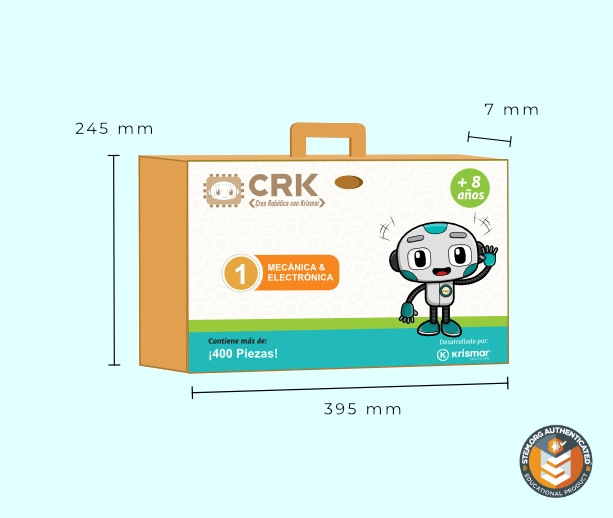 7 mm
245 mm
CRK
Crea Robótica con Krismar
+ 8
años
1
MECÁNICA &
ELECTRÓNICA
Contiene más de:
¡400 Piezas!
Desarrollado por:
K Krismar
395 mm
STEM.ORG AUTHENTICATED
EDUCATIONAL PRODUCT